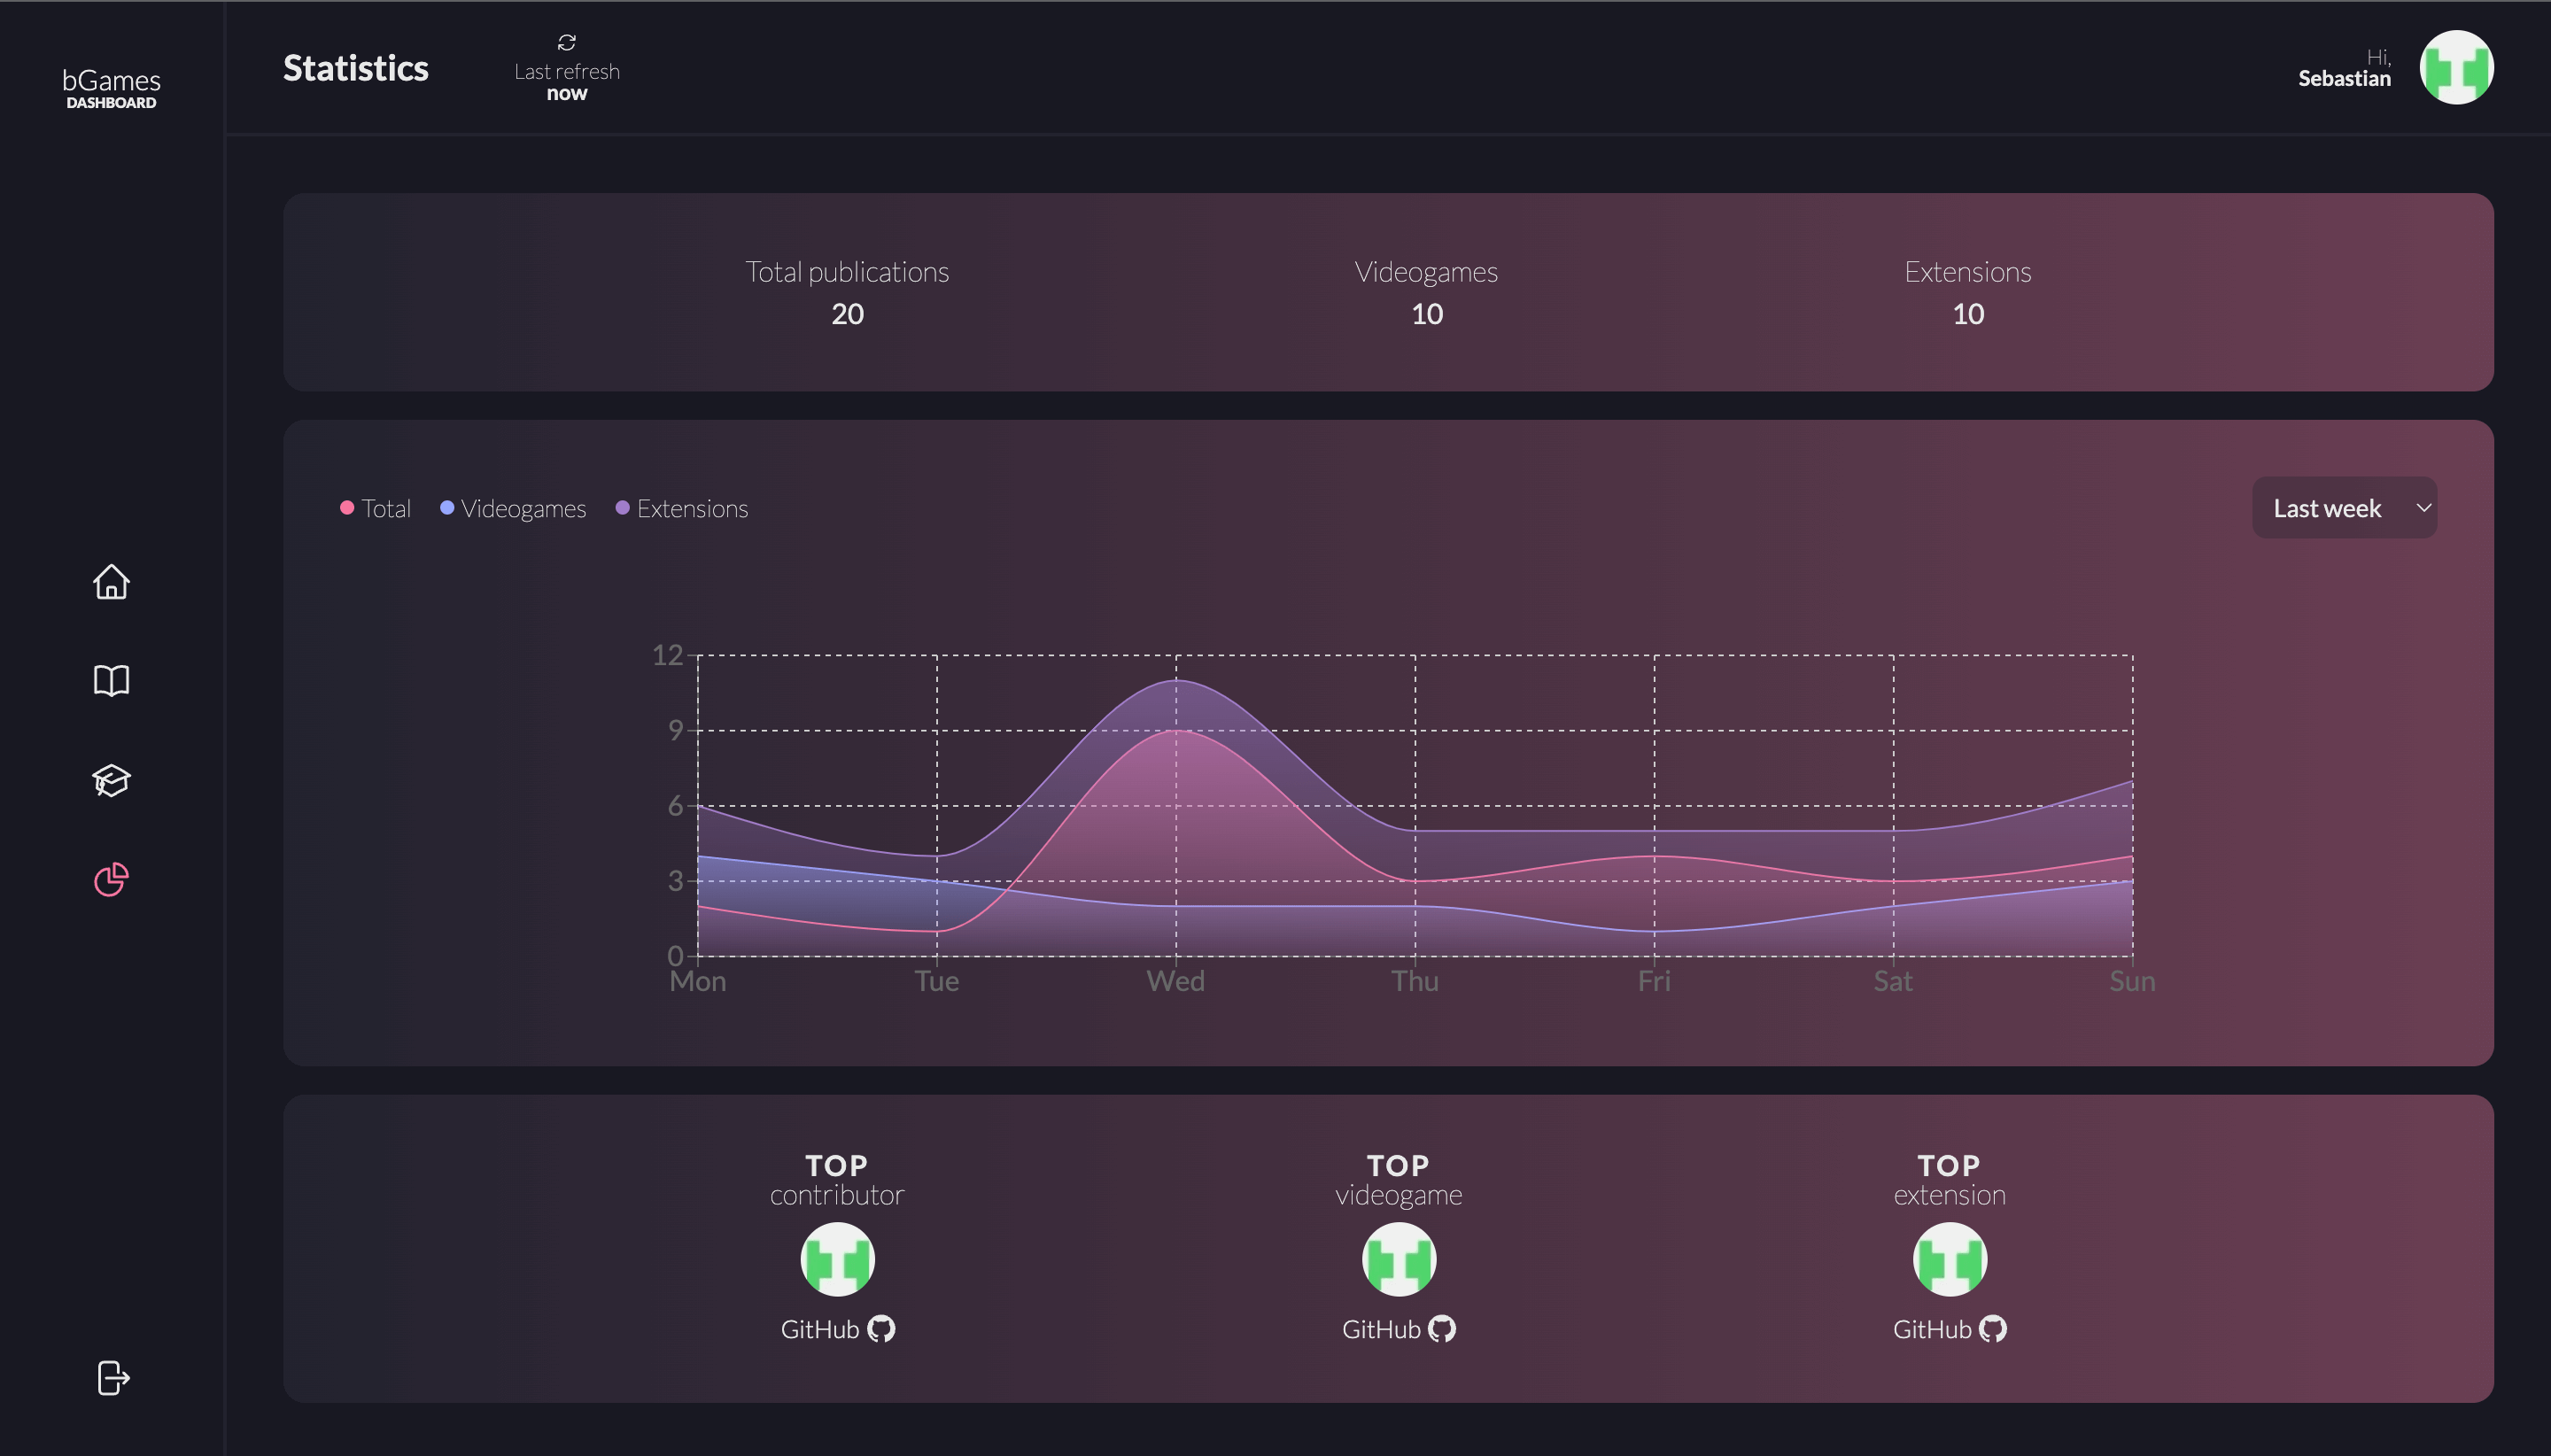 bGames
DASHBOARD
Statistics
Last refresh
now
Hi,
Sebastian
Total publications
20
Videogames
10
Extensions
10
Total
Videogames
Extensions
Last week
12
9
6
3
0
Mon
Tue
Wed
Thu
Fri
Sat
Sun
TOP
contributor
GitHub
TOP
videogame
GitHub
TOP
extension
GitHub